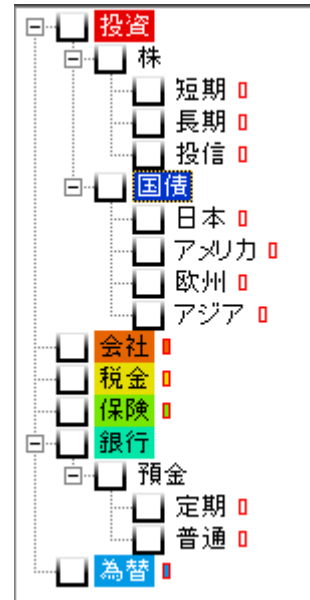 投資
株
短期
長期
投信
国債
日本
アメリカ
欧州
アジア
会社
税金
保険
銀行
預金
定期
普通
為替